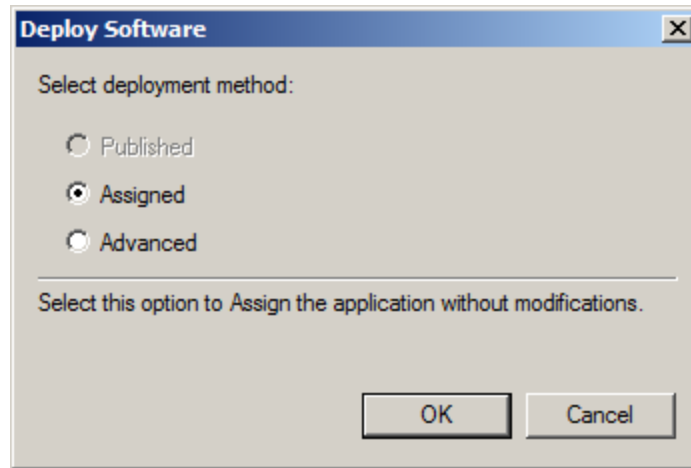 Deploy Software
Select deployment method:
Published
Assigned
Advanced
Select this option to Assign the application without modifications.
OK
Cancel